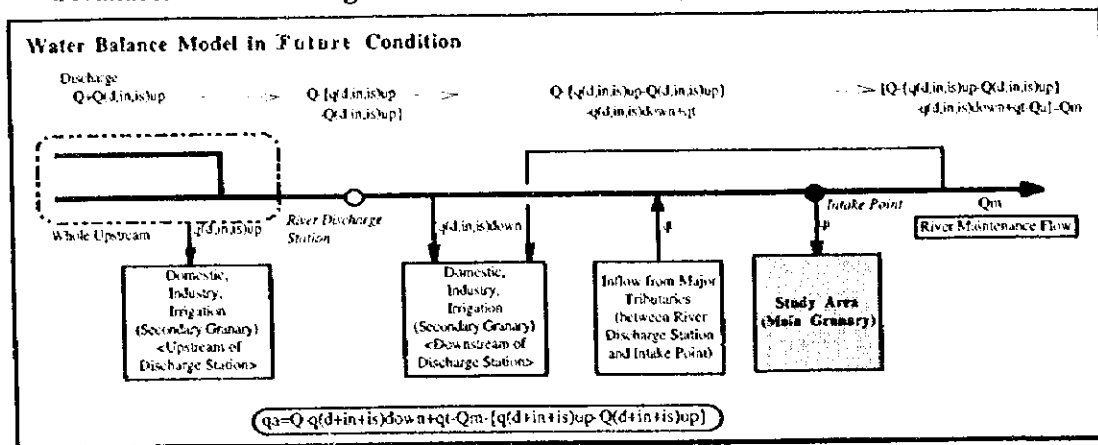 Water Balance Model in Future Condition
Discharge
Q+Q(d,in,is)up
Q-{q(d,in,is)up
-Q(d,in,is)up}
Q-{q(d,in,is)up-Q(d,in,is)up}
-q(d,in,is)down+qt
[Q-{q(d,in,is)up-Q(d,in,is)up}
-q(d,in,is)down+qt-Qa]-Qm
Whole Upstream
q(d,in,is)up
River Discharge
Station
q(d,in,is)down
Intake Point
Qm
River Maintenance Flow
Domestic,
Industry,
Irrigation
(Secondary Granary)
<Upstream of
Discharge Station>
Domestic,
Industry,
Irrigation
(Secondary Granary)
<Downstream of
Discharge Station>
Inflow from Major
Tributaries
(between River
Discharge Station
and Intake Point)
Study Area
(Main Granary)
qa=Q-q(d+in+is)down+qt-Qm-{q(d+in+is)up-Q(d+in+is)up}